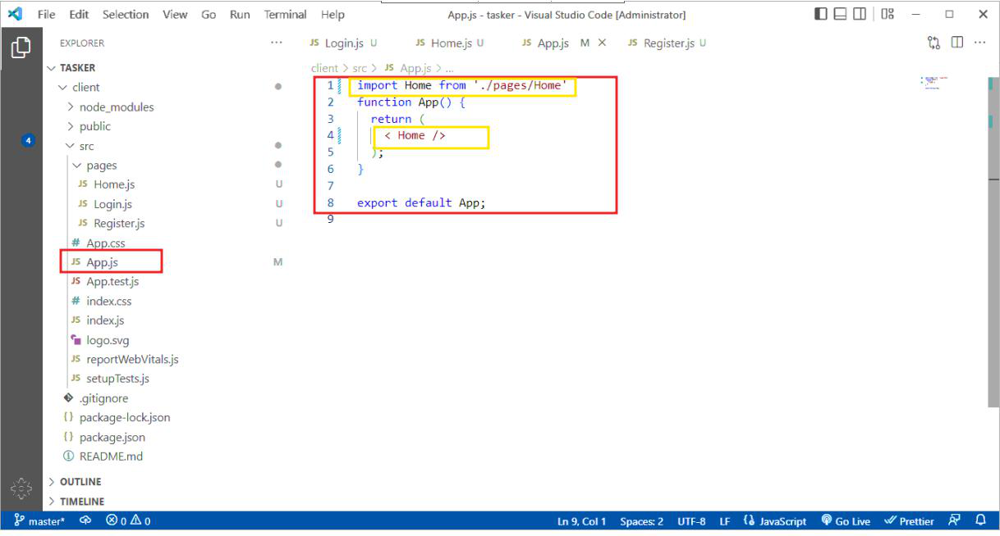 File Edit Selection View Go Run Terminal Help App.js - tasker - Visual Studio Code [Administrator]
EXPLORER ...
JS Login.js U JS Home.js U JS App.js M JS Register.js U
TASKER
client > src > JS App.js > ...
client
node_modules
public
src
pages
JS Home.js U
JS Login.js U
JS Register.js U
# App.css
JS App.js M
JS App.test.js
# index.css
JS index.js
logo.svg
JS reportWebVitals.js
JS setupTests.js
.gitignore
{} package-lock.json
{} package.json
README.md
OUTLINE
TIMELINE
4
1 import Home from './pages/Home'
2 function App() {
3 return (
4 < Home />
5 );
6 }
7
8 export default App;
9
master* 0 0 Ln 9, Col 1 Spaces: 2 UTF-8 LF JavaScript Go Live Prettier